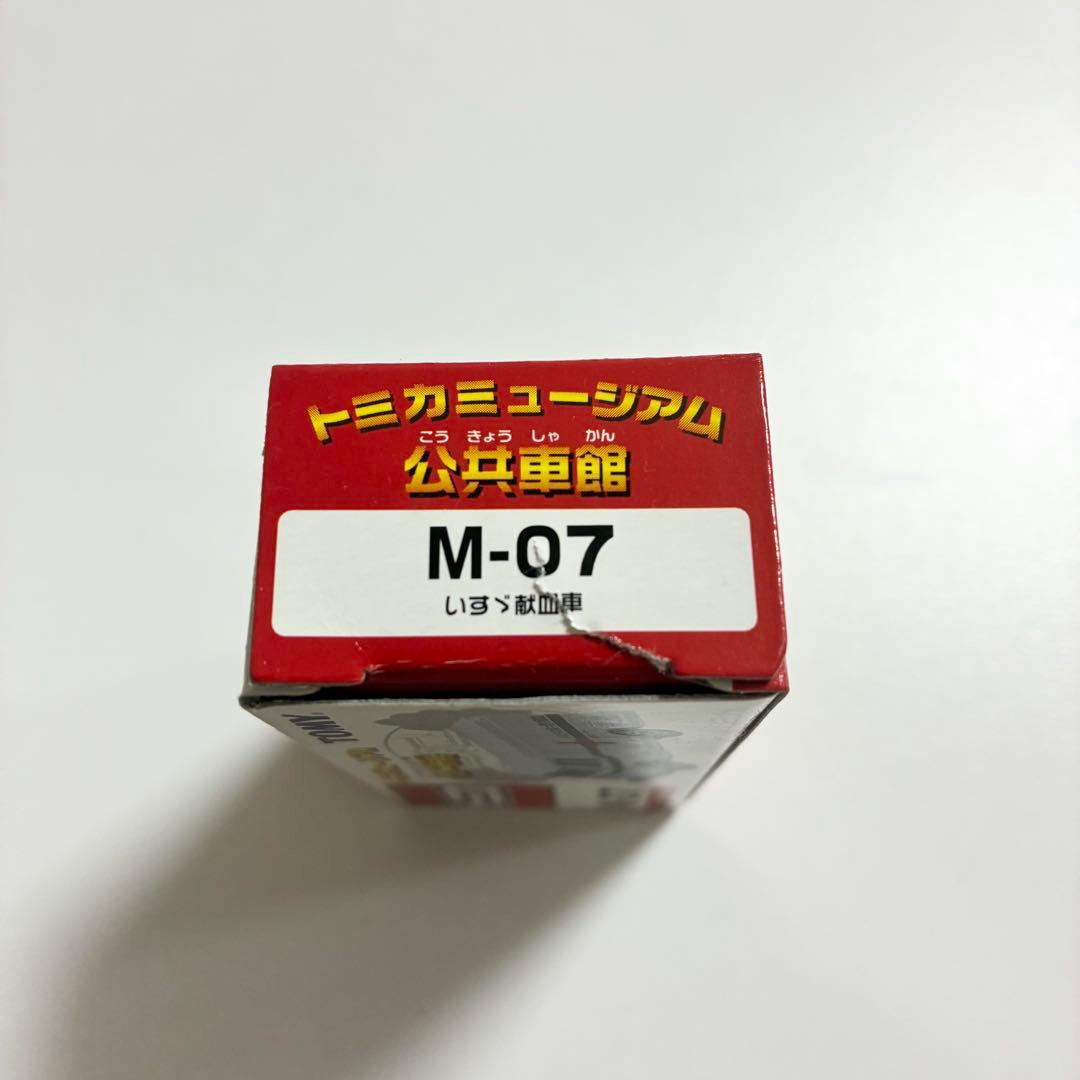 トミカミュージアム
こうきょうしゃかん
公共車館
M-07
いすゞ献血車
TOMY